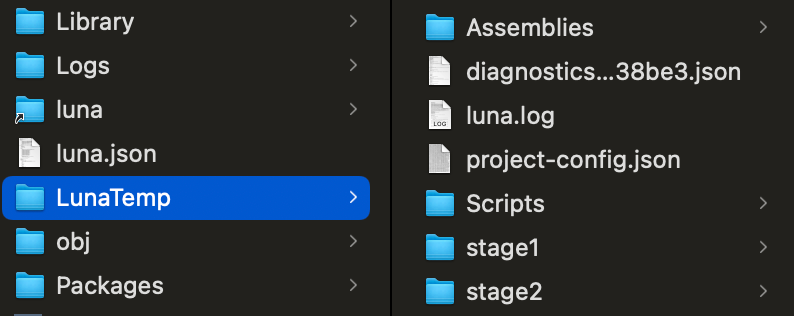 Library
Logs
luna
luna.json
LunaTemp
obj
Packages
Assemblies
diagnostics...38be3.json
luna.log
LOG
project-config.json
Scripts
stage1
stage2